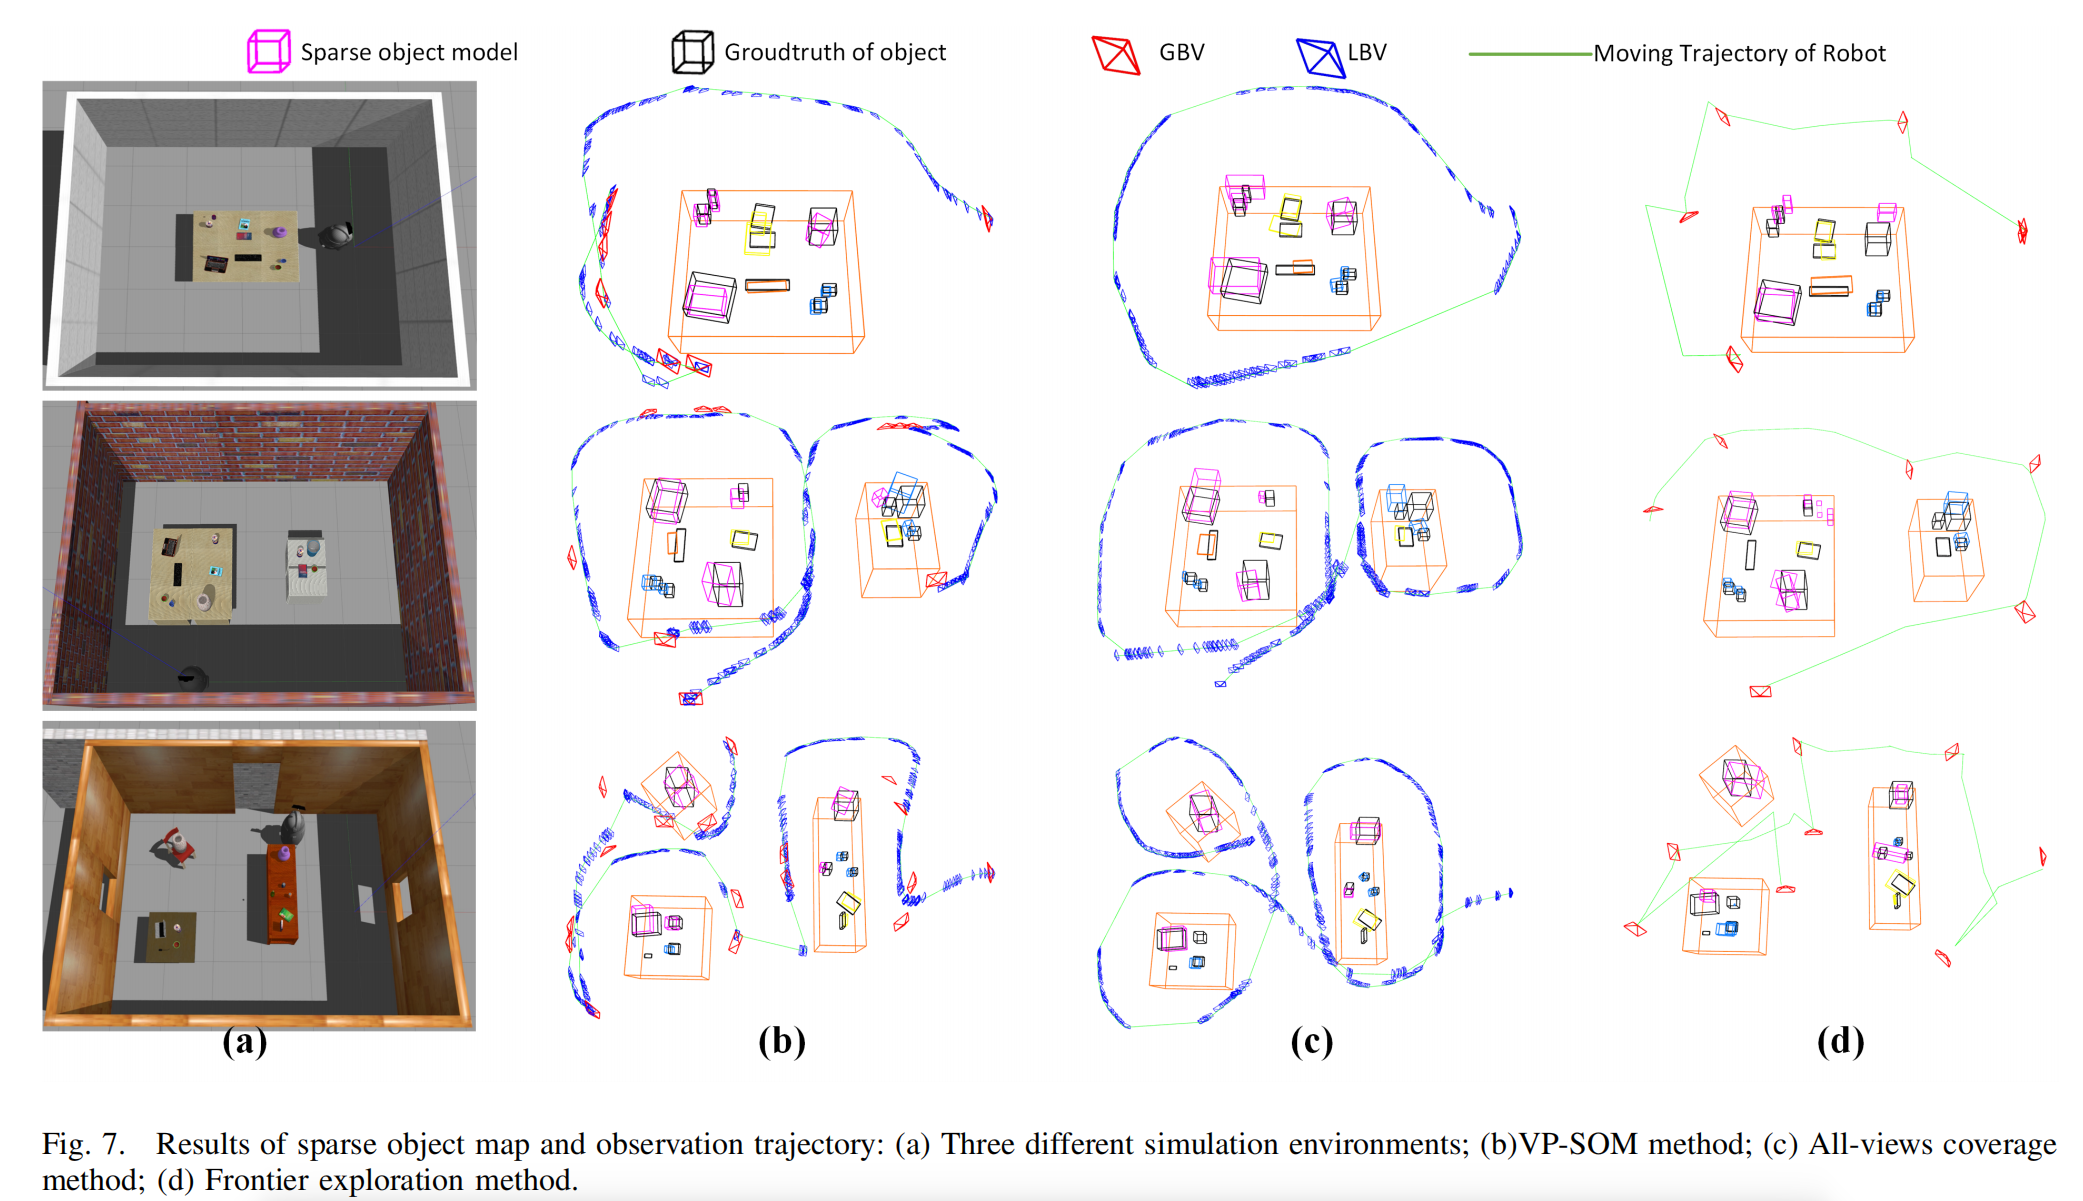 Sparse object model Groudtruth of object GBV LBV Moving Trajectory of Robot
(a) (b) (c) (d)
Fig. 7. Results of sparse object map and observation trajectory: (a) Three different simulation environments; (b)VP-SOM method; (c) All-views coverage
method; (d) Frontier exploration method.